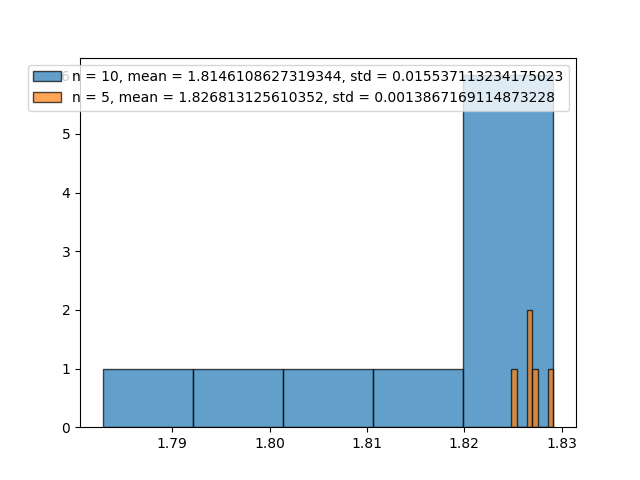 n = 10, mean = 1.8146108627319344, std = 0.015537113234175023
n = 5, mean = 1.826813125610352, std = 0.0013867169114873228
6
5
4
3
2
1
0
1.79 1.80 1.81 1.82 1.83